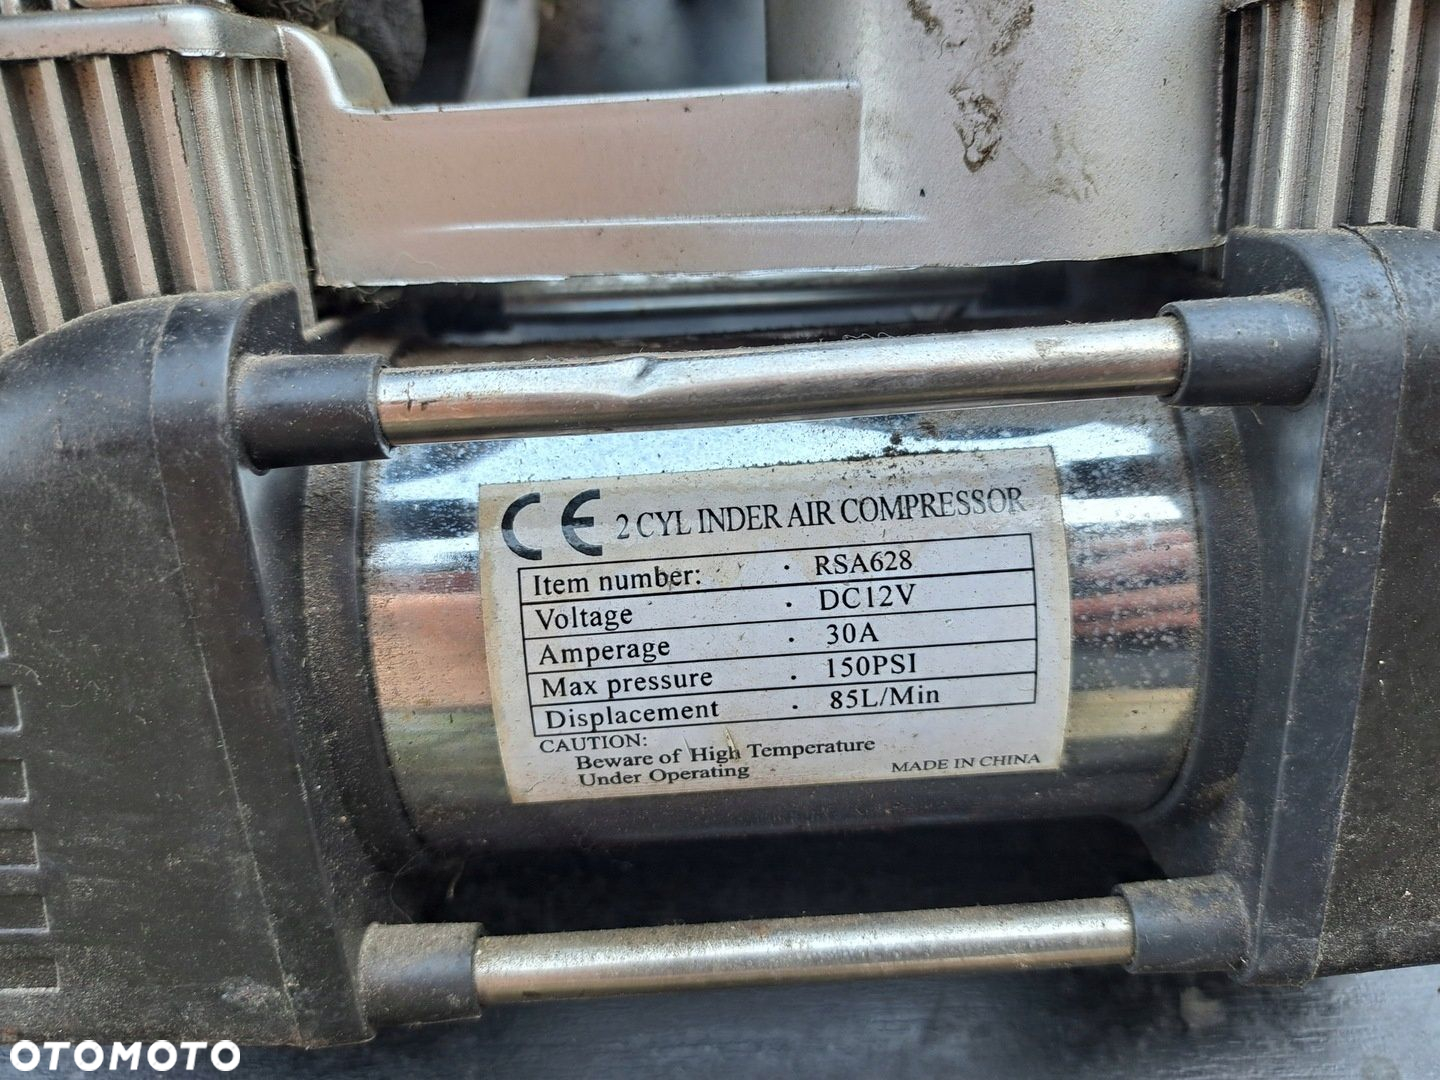 CE 2 CYL INDER AIR COMPRESSOR
Item number: . RSA628
Voltage . DC12V
Amperage . 30A
Max pressure . 150PSI
Displacement . 85L/Min
CAUTION:
Beware of High Temperature
Under Operating
MADE IN CHINA
OTOMOTO